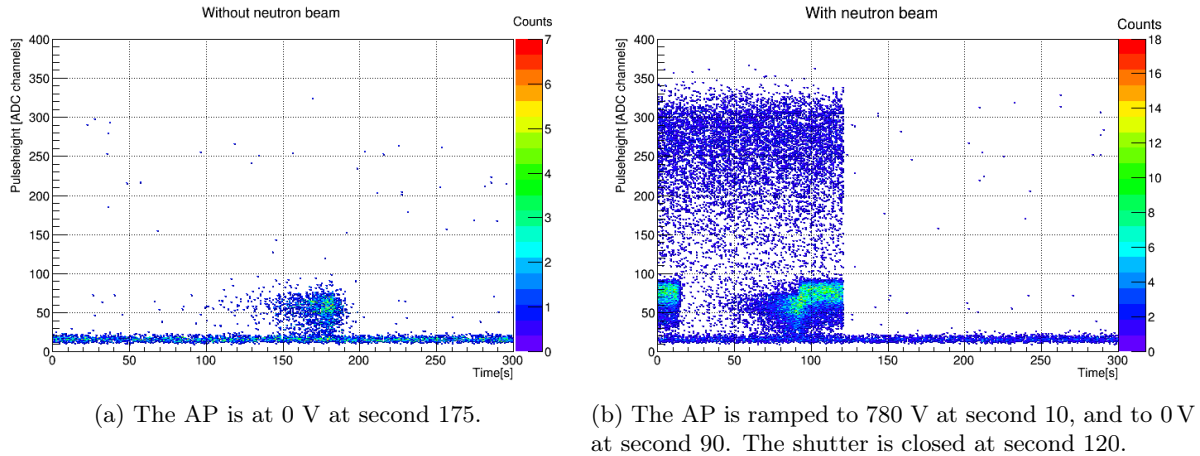 Without neutron beam
Counts
Pulseheight [ADC channels]
400
350
300
250
200
150
100
50
0
0 50 100 150 200 250 300
Time[s]
7
6
5
4
3
2
1
0
With neutron beam
Counts
Pulseheight [ADC channels]
400
350
300
250
200
150
100
50
0
0 50 100 150 200 250 300
Time[s]
18
16
14
12
10
8
6
4
2
0
(a) The AP is at 0 V at second 175.
(b) The AP is ramped to 780 V at second 10, and to 0 V
at second 90. The shutter is closed at second 120.